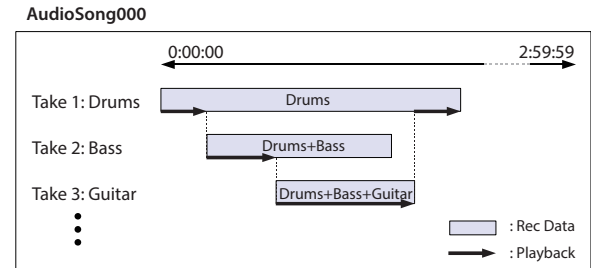 AudioSong000
0:00:00 2:59:59
Take 1: Drums Drums
Take 2: Bass Drums+Bass
Take 3: Guitar Drums+Bass+Guitar
: Rec Data
: Playback